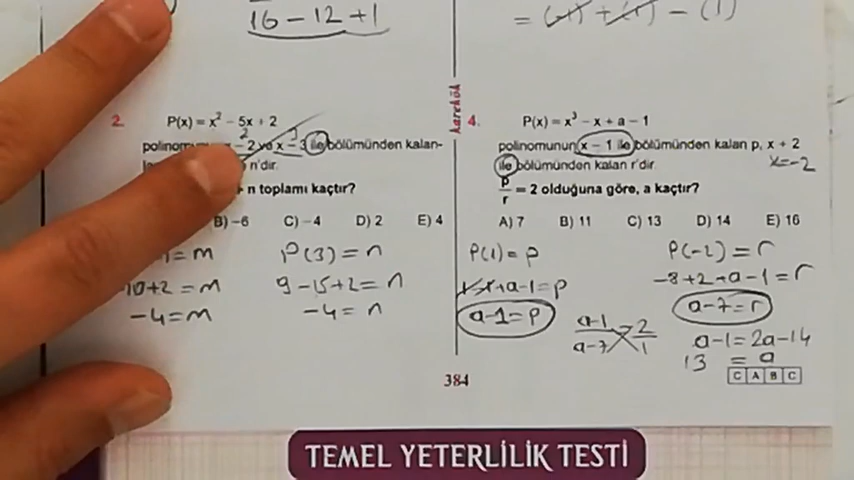 16 - 12 + 1
= (-1) + (1) - (1)
2. P(x) = x² - 5x + 2
2 3
x - 2 ve x - 3 ile bölümünden kalan-
n'dir.
n toplamı kaçtır?
B) -6 C) -4 D) 2 E) 4
= m P(3) = n
10+2 = m 9-15+2 = n
-4 = m -4 = n
karekök
4. P(x) = x³ - x + a - 1
polinomunun x - 1 ile bölümünden kalan p, x + 2
x=-2
ile bölümünden kalan r'dir.
p/r = 2 olduğuna göre, a kaçtır?
A) 7 B) 11 C) 13 D) 14 E) 16
P(1) = p P(-2) = r
1-1+a-1=p -8+2+a-1=r
a-1=p a-7=r
a-1/a-7 = 2/1 a-1=2a-14
13 = a
C A B C
384
TEMEL YETERLİLİK TESTİ